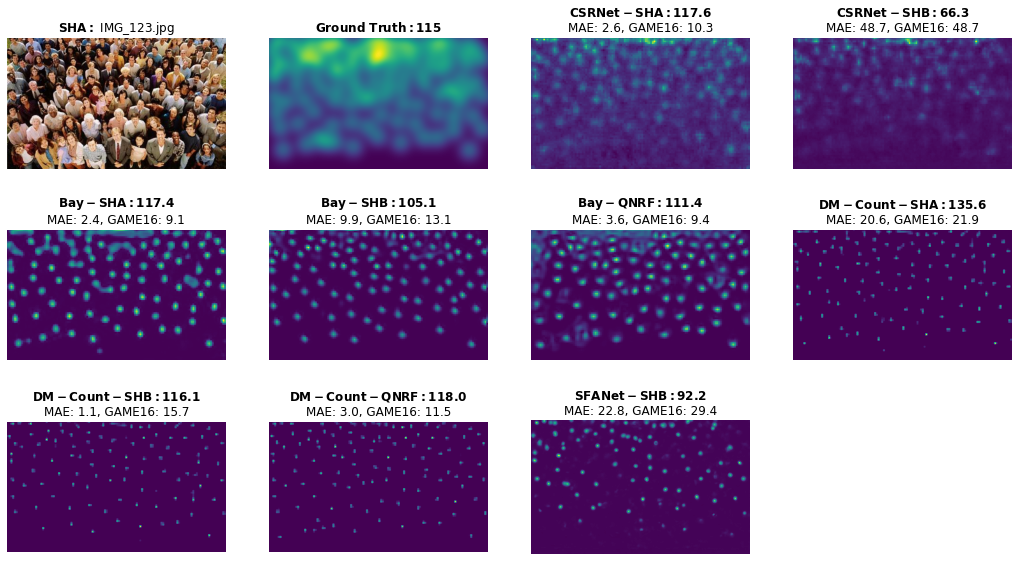 SHA: IMG_123.jpg
Ground Truth:115
CSRNet−SHA:117.6
MAE: 2.6, GAME16: 10.3
CSRNet−SHB:66.3
MAE: 48.7, GAME16: 48.7
Bay−SHA:117.4
MAE: 2.4, GAME16: 9.1
Bay−SHB:105.1
MAE: 9.9, GAME16: 13.1
Bay−QNRF:111.4
MAE: 3.6, GAME16: 9.4
DM−Count−SHA:135.6
MAE: 20.6, GAME16: 21.9
DM−Count−SHB:116.1
MAE: 1.1, GAME16: 15.7
DM−Count−QNRF:118.0
MAE: 3.0, GAME16: 11.5
SFANet−SHB:92.2
MAE: 22.8, GAME16: 29.4